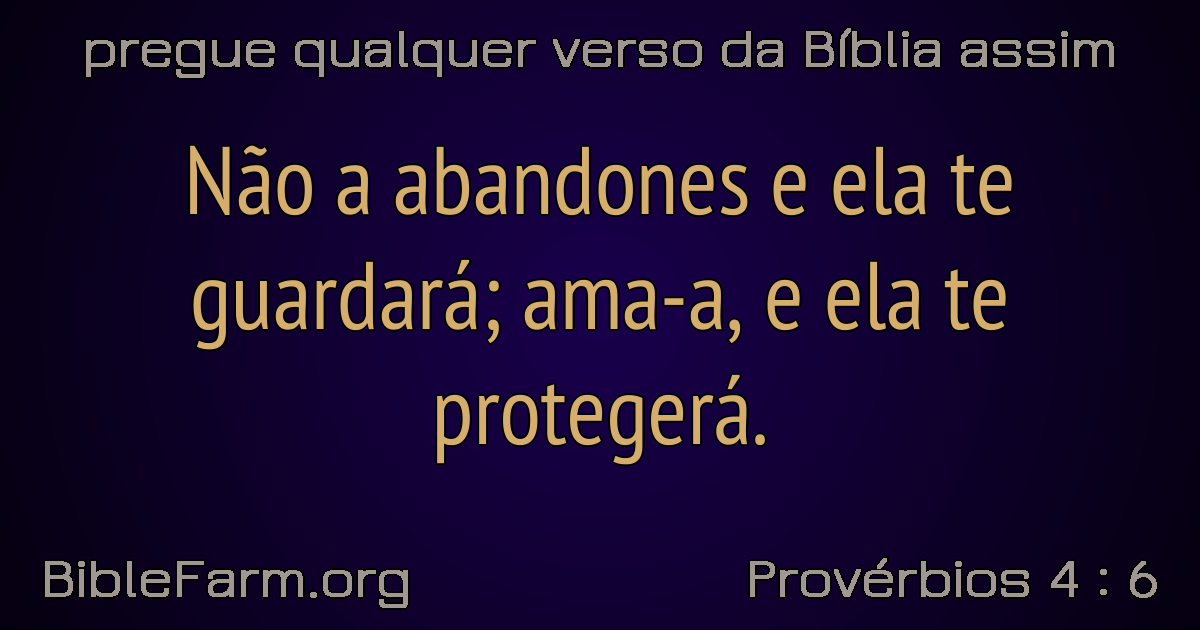 pregue qualquer verso da Bíblia assim
Não a abandones e ela te
guardará; ama-a, e ela te
protegerá.
BibleFarm.org
Provérbios 4 : 6